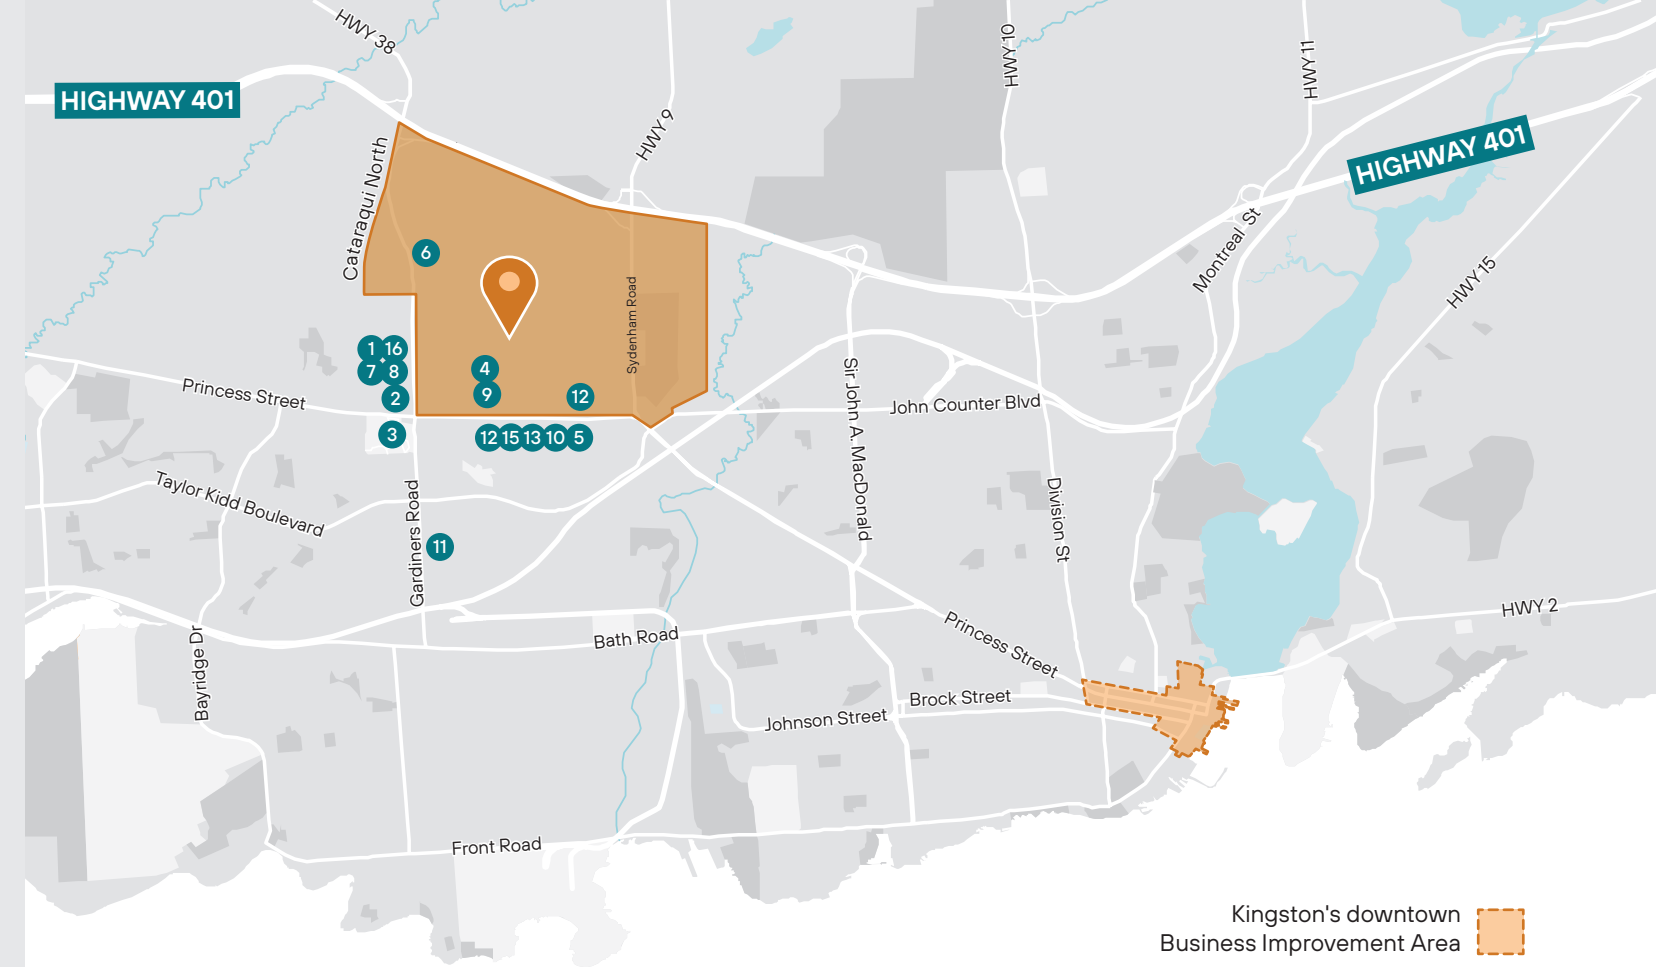 HWY 38
HWY 10
HWY 11
HIGHWAY 401
HWY 9
HIGHWAY 401
Cataraqui North
Montreal St
6
HWY 15
Sydenham Road
1 16
7 8
4
Princess Street
2
9
12
John Counter Blvd
Sir John A. MacDonald
3
12 15 13 10 5
Taylor Kidd Boulevard
Gardiners Road
Division St
11
HWY 2
Bayridge Dr
Bath Road
Princess Street
Brock Street
Johnson Street
Front Road
Kingston's downtown
Business Improvement Area